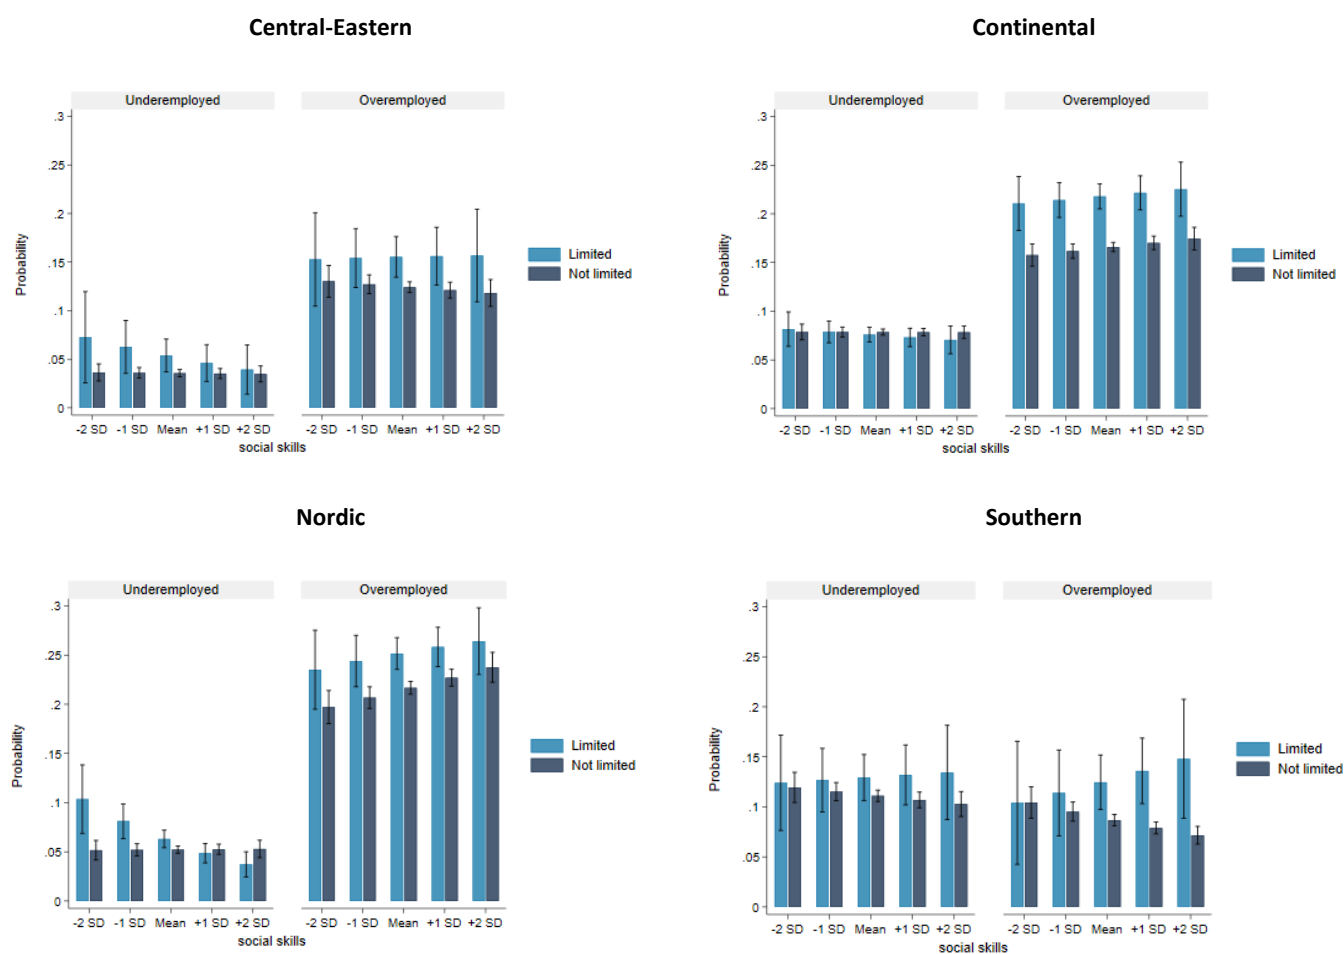 Central-Eastern
Underemployed
Overemployed
Probability
.3
.25
.2
.15
.1
.05
0
-2 SD -1 SD Mean +1 SD +2 SD
-2 SD -1 SD Mean +1 SD +2 SD
social skills
Limited
Not limited
Continental
Underemployed
Overemployed
Probability
.3
.25
.2
.15
.1
.05
0
-2 SD -1 SD Mean +1 SD +2 SD
-2 SD -1 SD Mean +1 SD +2 SD
social skills
Limited
Not limited
Nordic
Underemployed
Overemployed
Probability
.3
.25
.2
.15
.1
.05
0
-2 SD -1 SD Mean +1 SD +2 SD
-2 SD -1 SD Mean +1 SD +2 SD
social skills
Limited
Not limited
Southern
Underemployed
Overemployed
Probability
.3
.25
.2
.15
.1
.05
0
-2 SD -1 SD Mean +1 SD +2 SD
-2 SD -1 SD Mean +1 SD +2 SD
social skills
Limited
Not limited